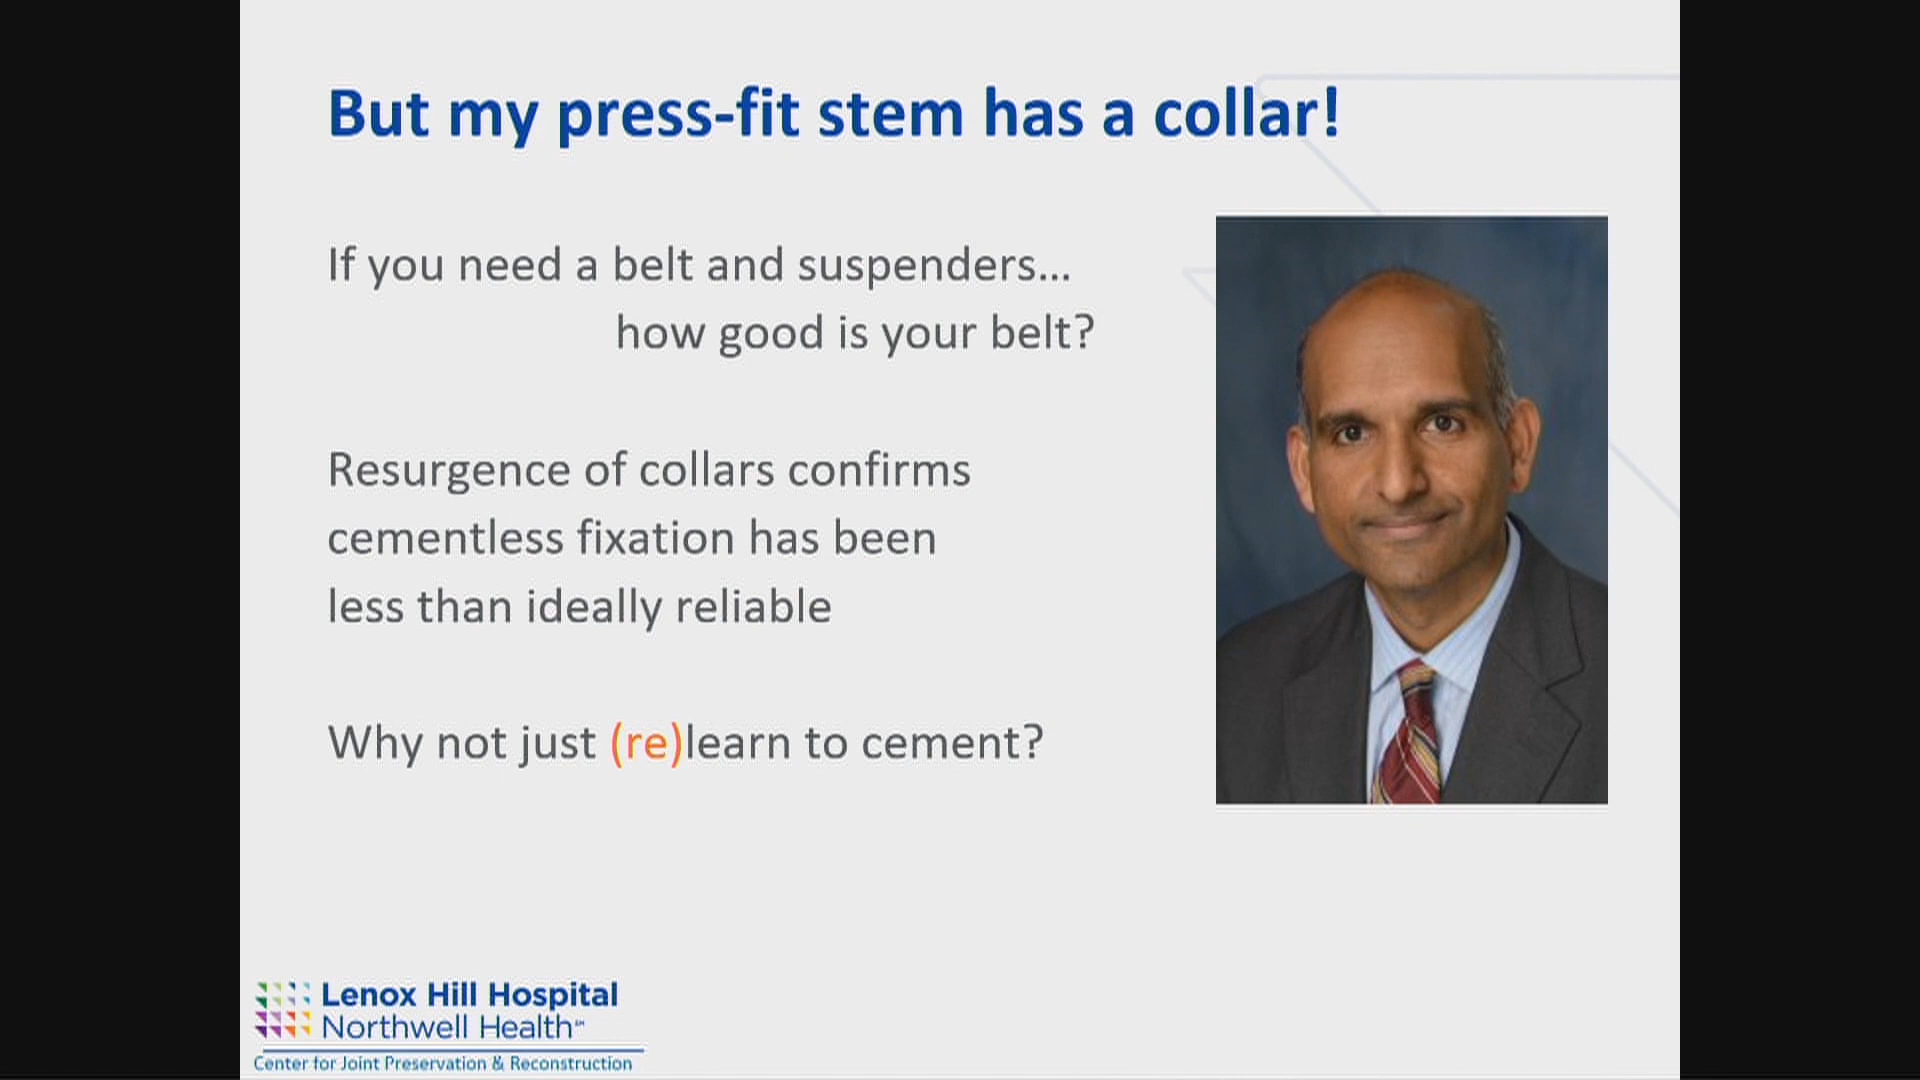 But my press-fit stem has a collar!
If you need a belt and suspenders...
how good is your belt?
Resurgence of collars confirms
cementless fixation has been
less than ideally reliable
Why not just (re)learn to cement?
Lenox Hill Hospital
Northwell Health℠
Center for Joint Preservation & Reconstruction